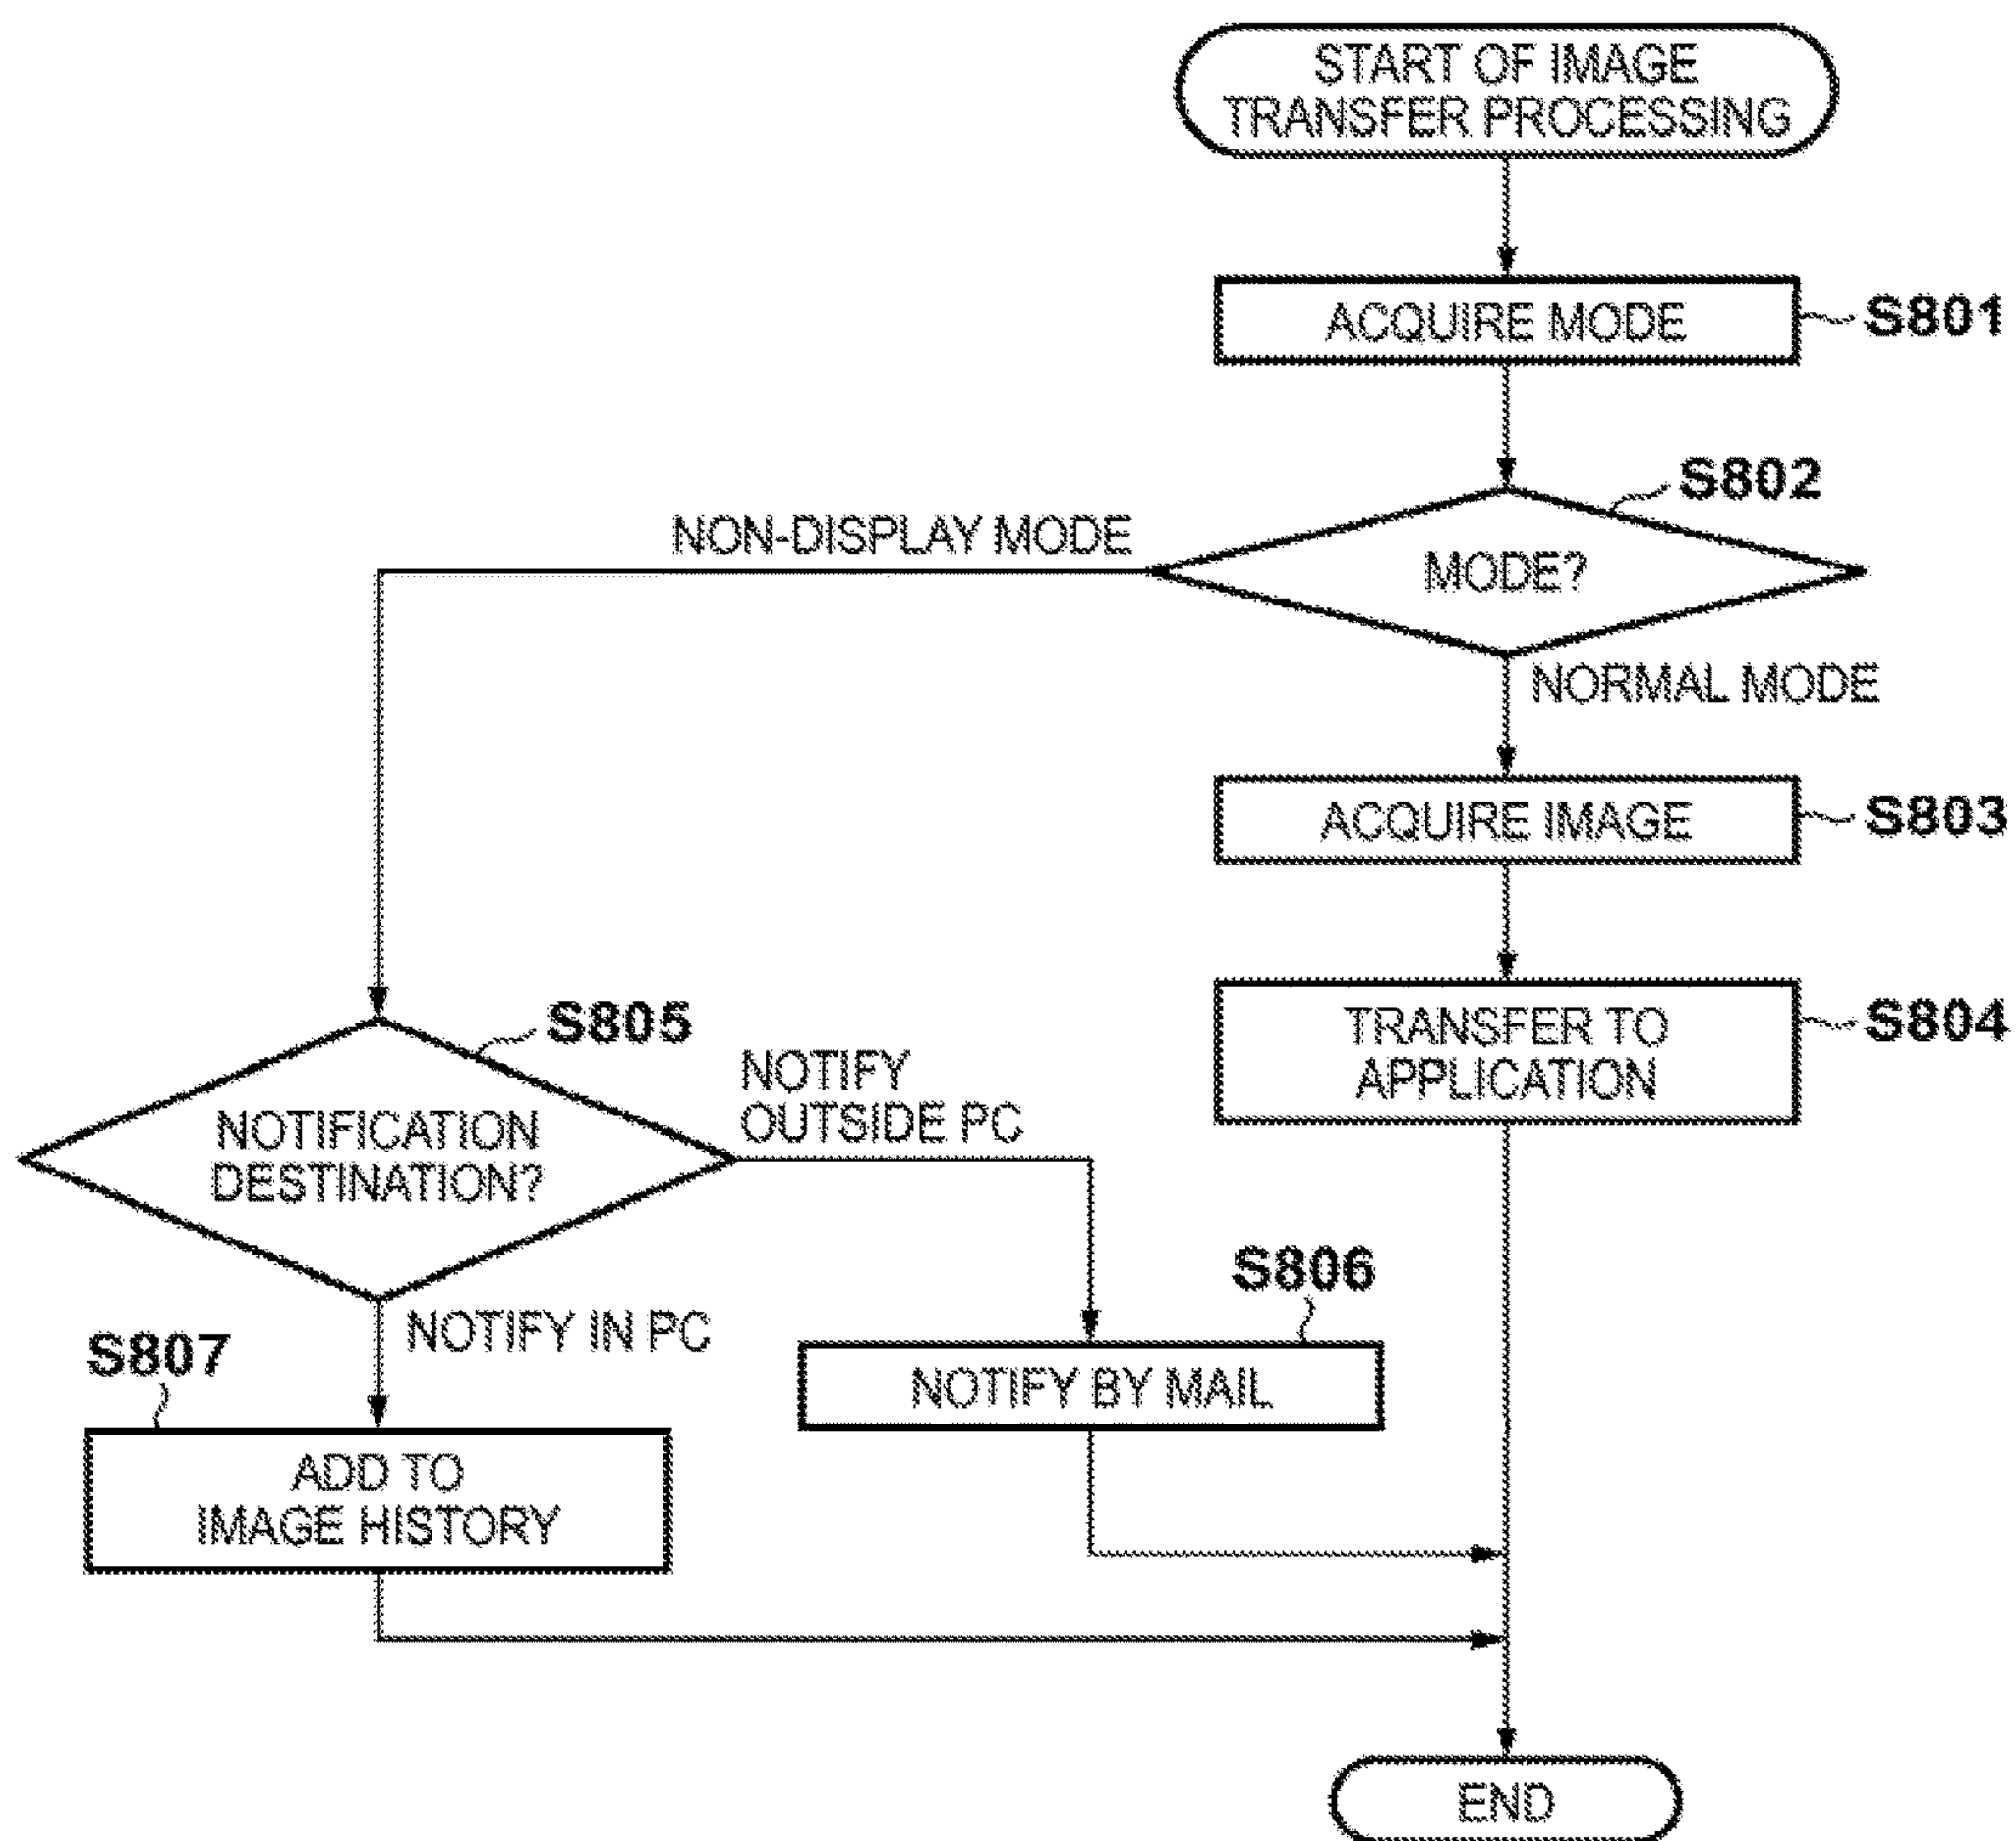 START OF IMAGE
TRANSFER PROCESSING
ACQUIRE MODE
S801
S802
NON-DISPLAY MODE
MODE?
NORMAL MODE
ACQUIRE IMAGE
S803
TRANSFER TO
APPLICATION
S804
S805
NOTIFICATION
DESTINATION?
NOTIFY
OUTSIDE PC
NOTIFY IN PC
S806
NOTIFY BY MAIL
S807
ADD TO
IMAGE HISTORY
END